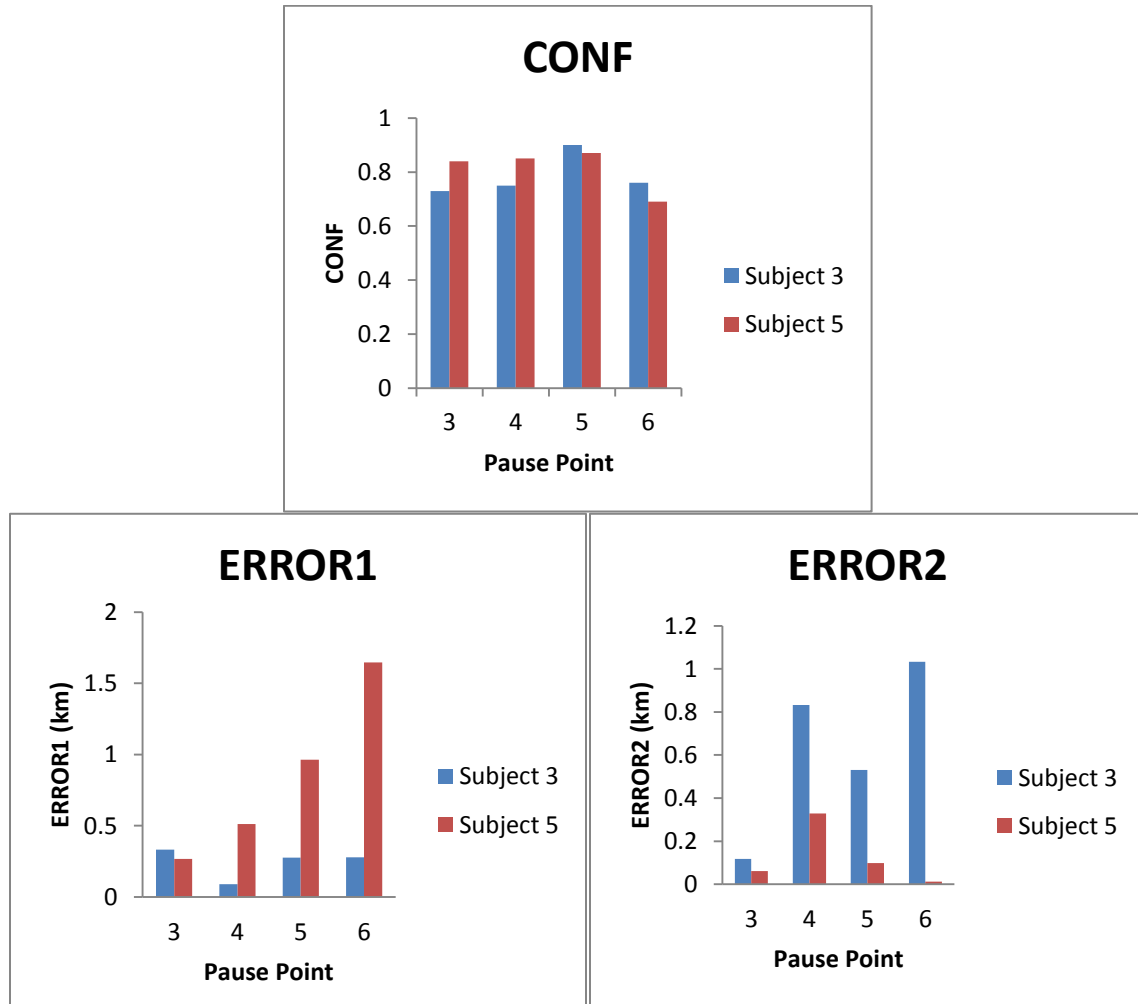 CONF
1
0.8
0.6
0.4
0.2
0
CONF
3 4 5 6
Pause Point
Subject 3
Subject 5
ERROR1
2
1.5
1
0.5
0
ERROR1 (km)
3 4 5 6
Pause Point
Subject 3
Subject 5
ERROR2
1.2
1
0.8
0.6
0.4
0.2
0
ERROR2 (km)
3 4 5 6
Pause Point
Subject 3
Subject 5